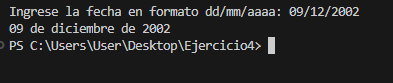 Ingrese la fecha en formato dd/mm/aaaa: 09/12/2002
09 de diciembre de 2002
PS C:\Users\User\Desktop\Ejercicio4>